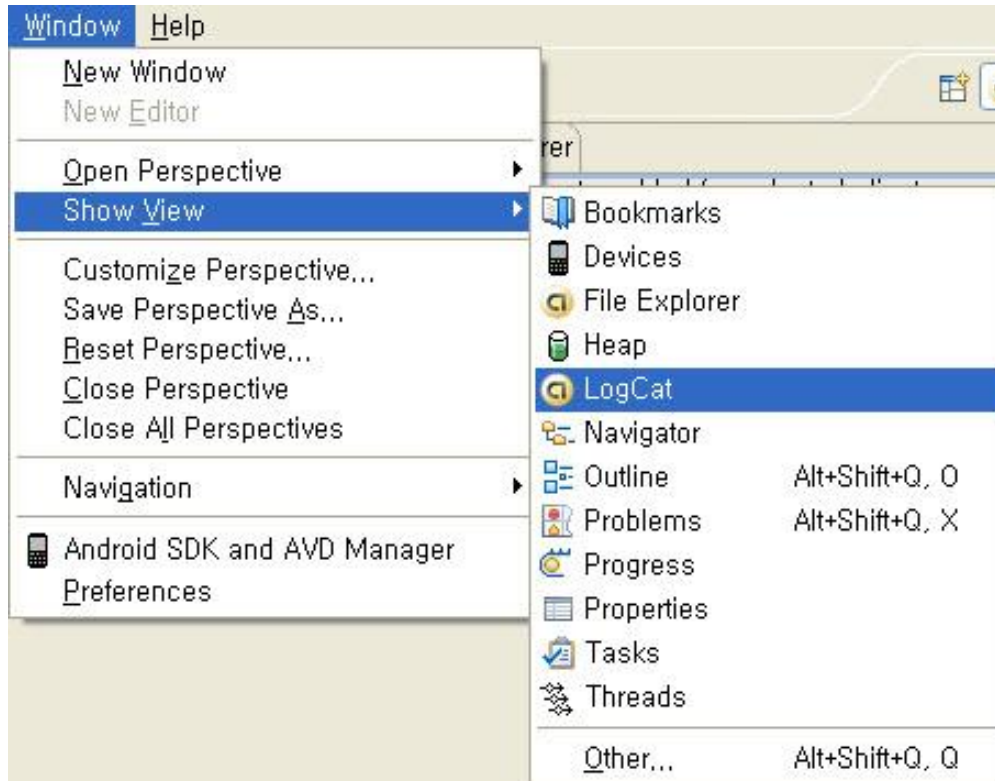 Window Help
New Window
New Editor
rer
Open Perspective
Show View
Customize Perspective...
Save Perspective As...
Reset Perspective...
Close Perspective
Close All Perspectives
Navigation
Android SDK and AVD Manager
Preferences
Bookmarks
Devices
File Explorer
Heap
LogCat
Navigator
Outline Alt+Shift+Q, O
Problems Alt+Shift+Q, X
Progress
Properties
Tasks
Threads
Other... Alt+Shift+Q, Q